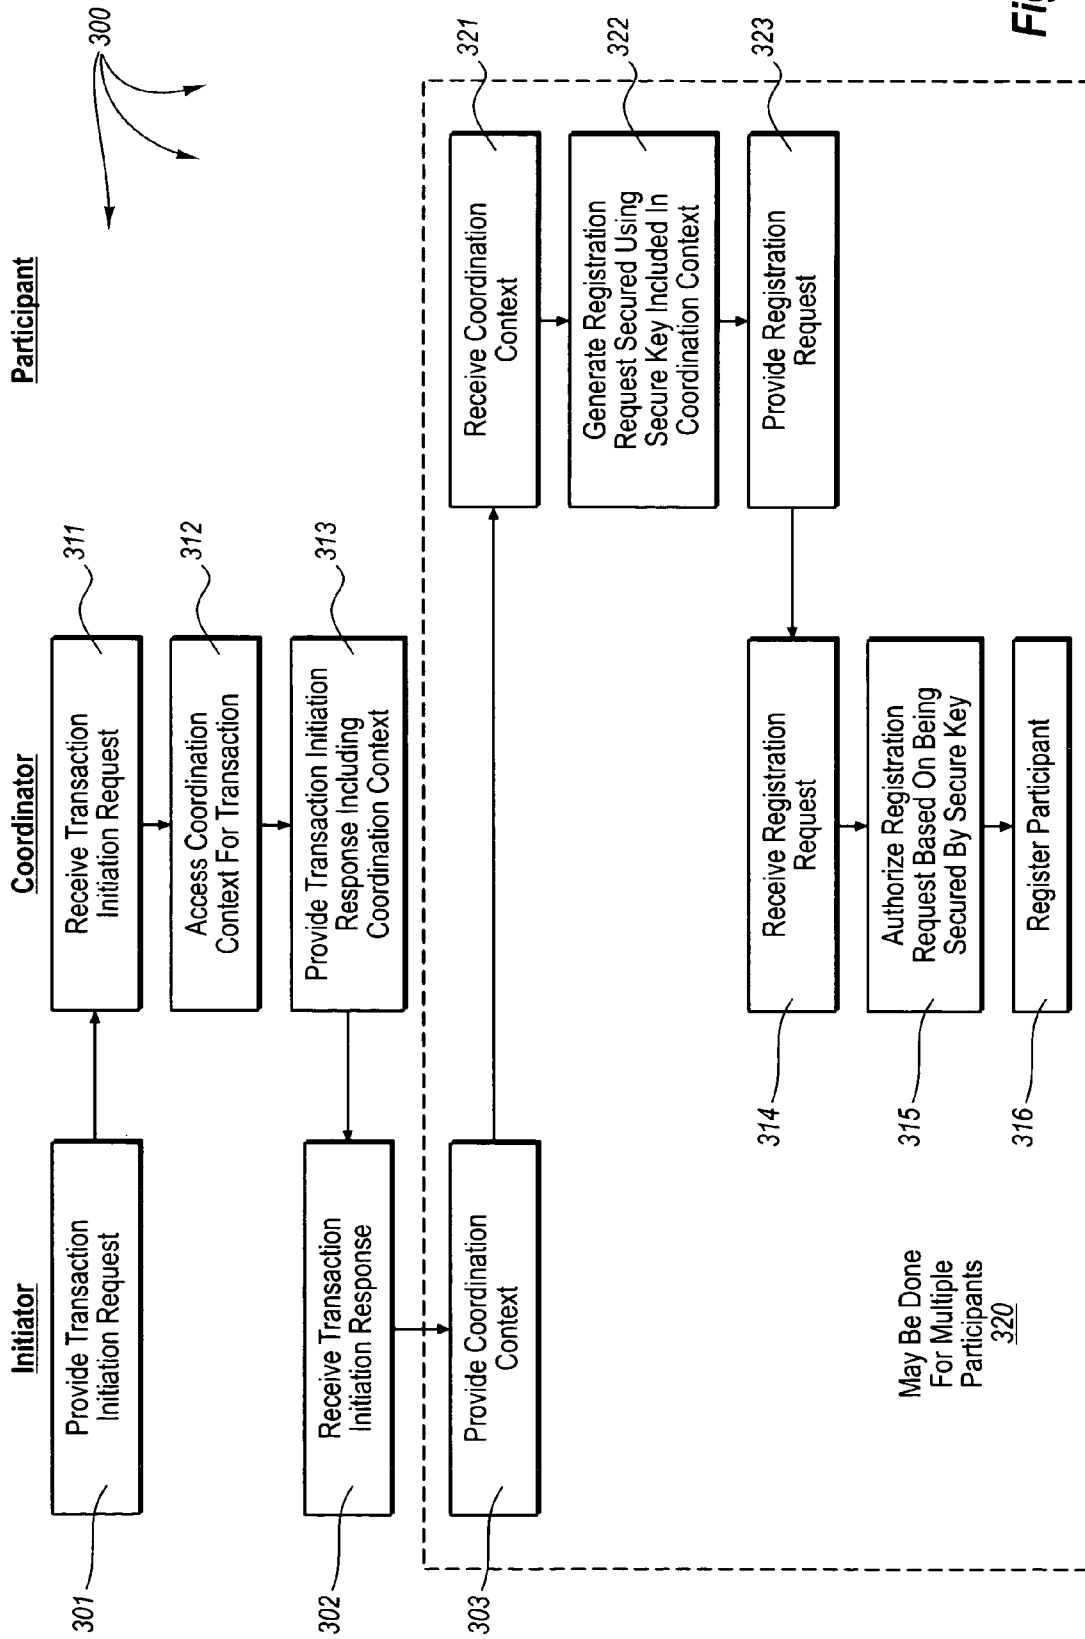 300
Initiator
Coordinator
Participant
301
Provide Transaction
Initiation Request
311
Receive Transaction
Initiation Request
312
Access Coordination
Context For Transaction
313
Provide Transaction Initiation
Response Including
Coordination Context
302
Receive Transaction
Initiation Response
303
Provide Coordination
Context
321
Receive Coordination
Context
322
Generate Registration
Request Secured Using
Secure Key Included In
Coordination Context
323
Provide Registration
Request
314
Receive Registration
Request
315
Authorize Registration
Request Based On Being
Secured By Secure Key
316
Register Participant
May Be Done
For Multiple
Participants
320